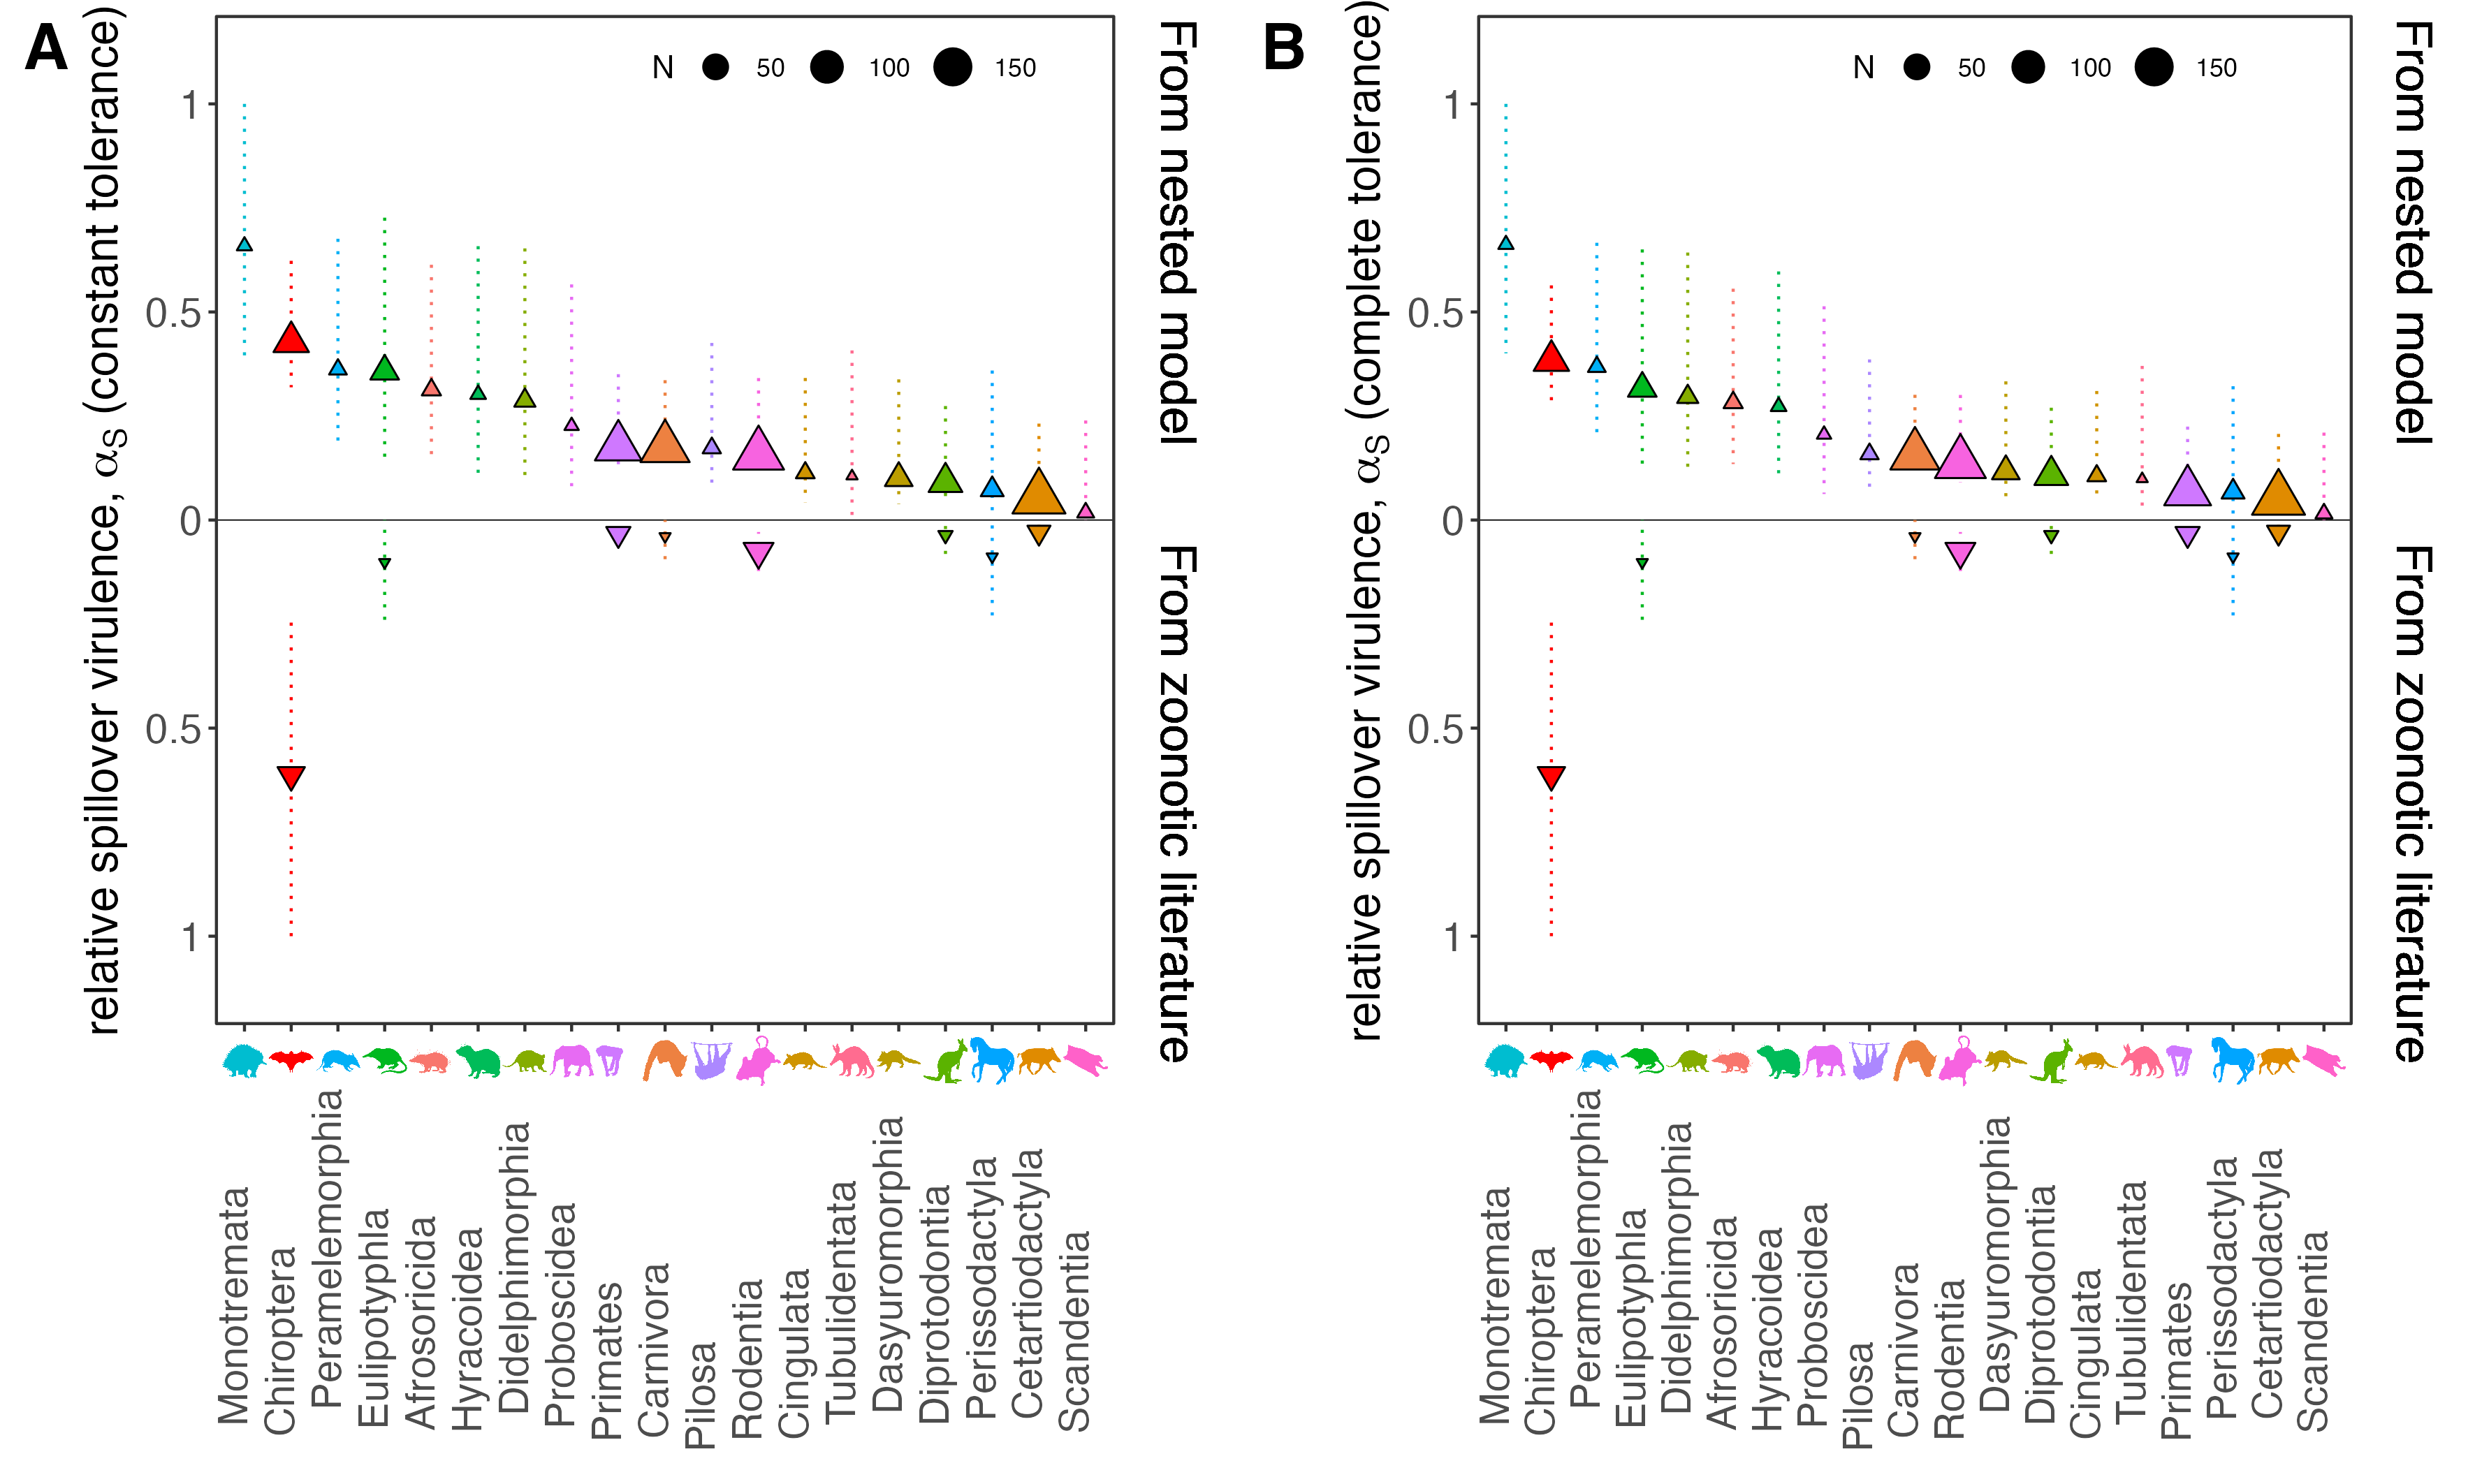 A
relative spillover virulence, αS (constant tolerance)
N 50 100 150
1
0.5
0
0.5
1
From nested model
From zoonotic literature
Monotremata
Chiroptera
Peramelemorphia
Eulipotyphla
Afrosoricida
Hyracoidea
Didelphimorphia
Proboscidea
Primates
Carnivora
Pilosa
Rodentia
Cingulata
Tubulidentata
Dasyuromorphia
Diprotodontia
Perissodactyla
Cetartiodactyla
Scandentia
B
relative spillover virulence, αS (complete tolerance)
N 50 100 150
1
0.5
0
0.5
1
From nested model
From zoonotic literature
Monotremata
Chiroptera
Peramelemorphia
Eulipotyphla
Didelphimorphia
Afrosoricida
Hyracoidea
Proboscidea
Pilosa
Carnivora
Rodentia
Dasyuromorphia
Diprotodontia
Cingulata
Tubulidentata
Primates
Perissodactyla
Cetartiodactyla
Scandentia